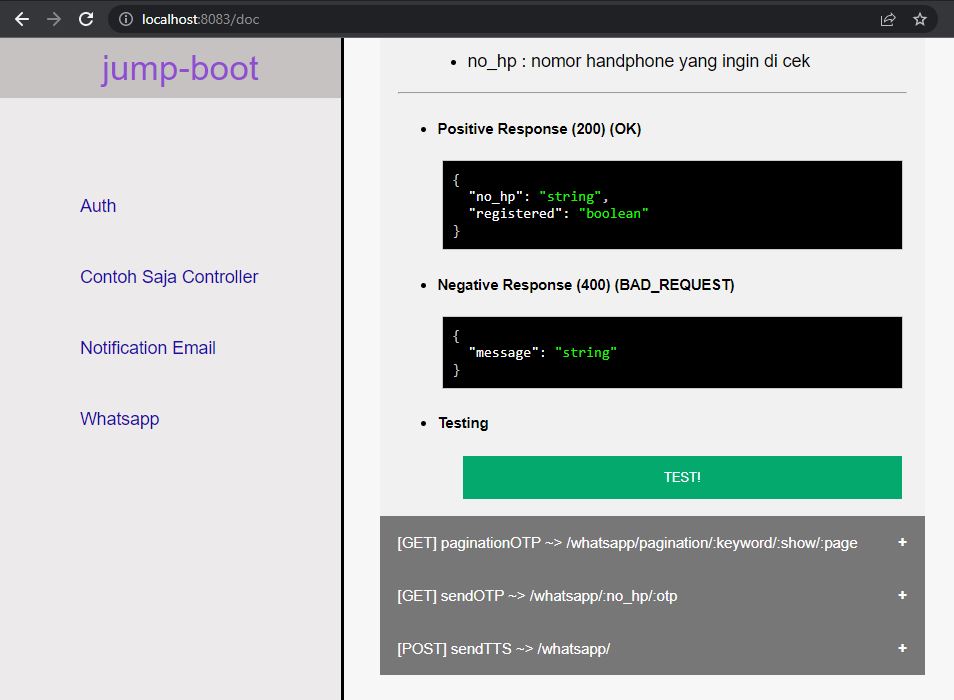 localhost:8083/doc
jump-boot
Auth
Contoh Saja Controller
Notification Email
Whatsapp
no_hp : nomor handphone yang ingin di cek
Positive Response (200) (OK)
{
"no_hp": "string",
"registered": "boolean"
}
Negative Response (400) (BAD_REQUEST)
{
"message": "string"
}
Testing
TEST!
[GET] paginationOTP ~> /whatsapp/pagination/:keyword/:show/:page +
[GET] sendOTP ~> /whatsapp/:no_hp/:otp +
[POST] sendTTS ~> /whatsapp/ +